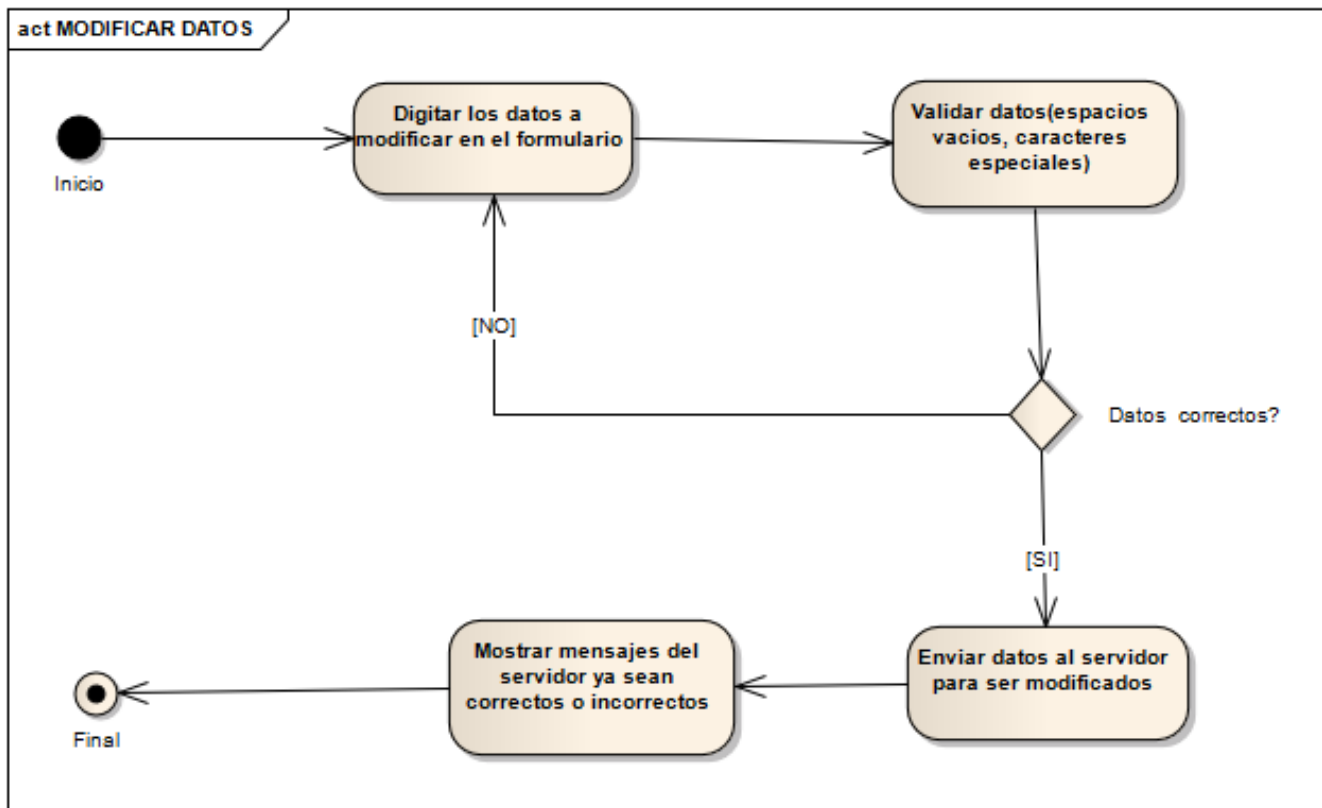 act MODIFICAR DATOS
Inicio
Digitar los datos a
modificar en el formulario
Validar datos(espacios
vacios, caracteres
especiales)
[NO]
Datos correctos?
[SI]
Enviar datos al servidor
para ser modificados
Mostrar mensajes del
servidor ya sean
correctos o incorrectos
Final